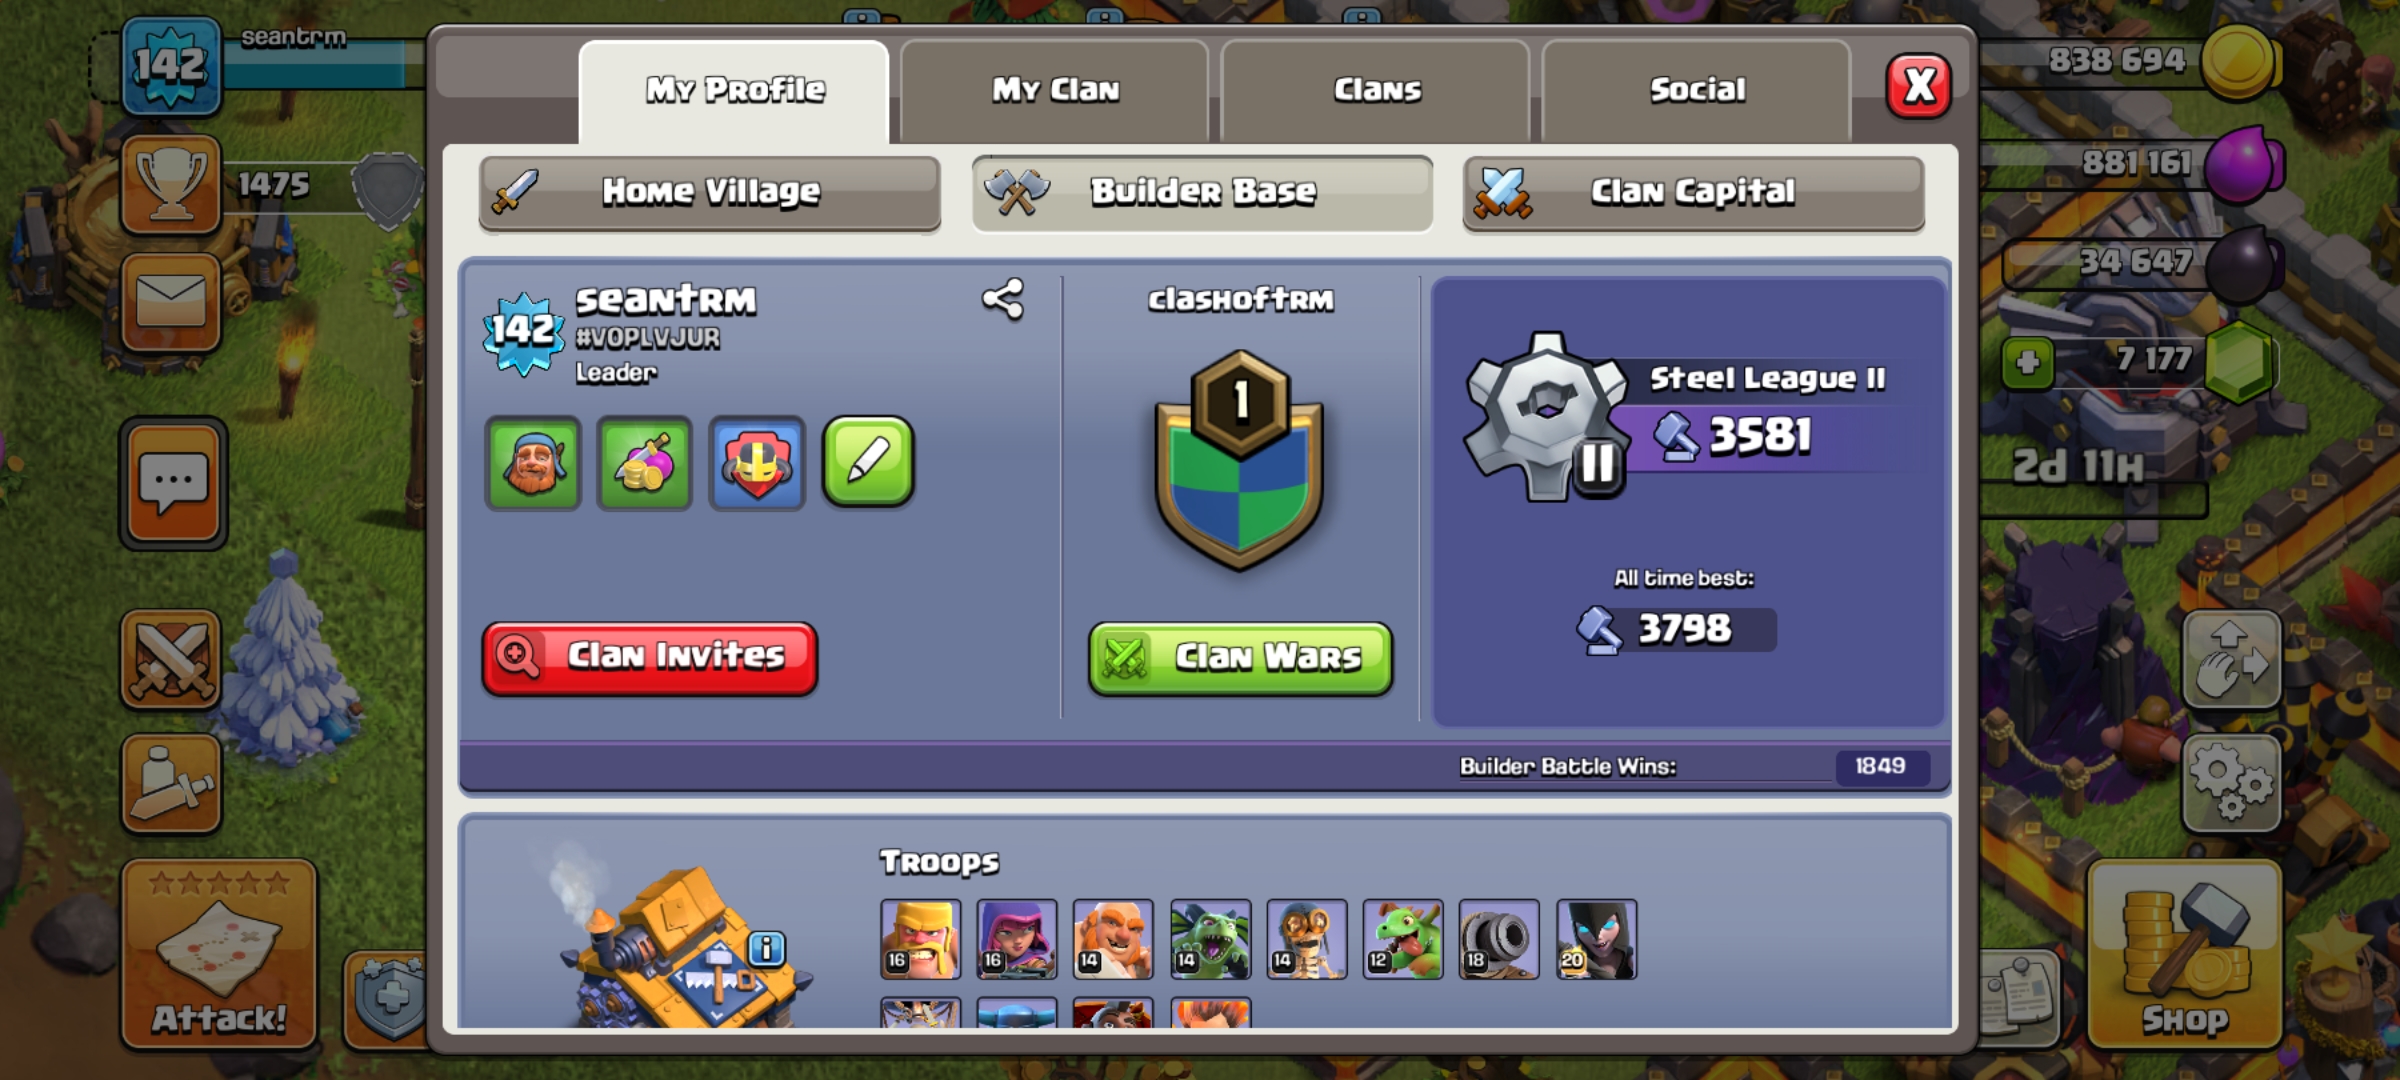 142
seantrm
1475
Attack!
My Profile
My Clan
Clans
Social
X
Home Village
Builder Base
Clan Capital
142
seantrm
#V0PLVJUR
Leader
Clan Invites
clashoftrm
1
Clan Wars
Steel League II
II
3581
All time best:
3798
Builder Battle Wins:
1849
Troops
16
16
14
14
14
12
18
20
838 694
881 161
34 647
7 177
2d 11H
Shop